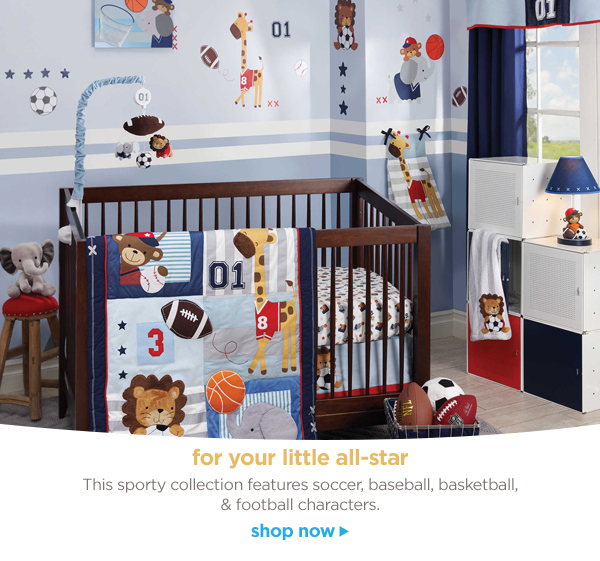 01
01
01
8
01
8
3
for your little all-star
This sporty collection features soccer, baseball, basketball,
& football characters.
shop now